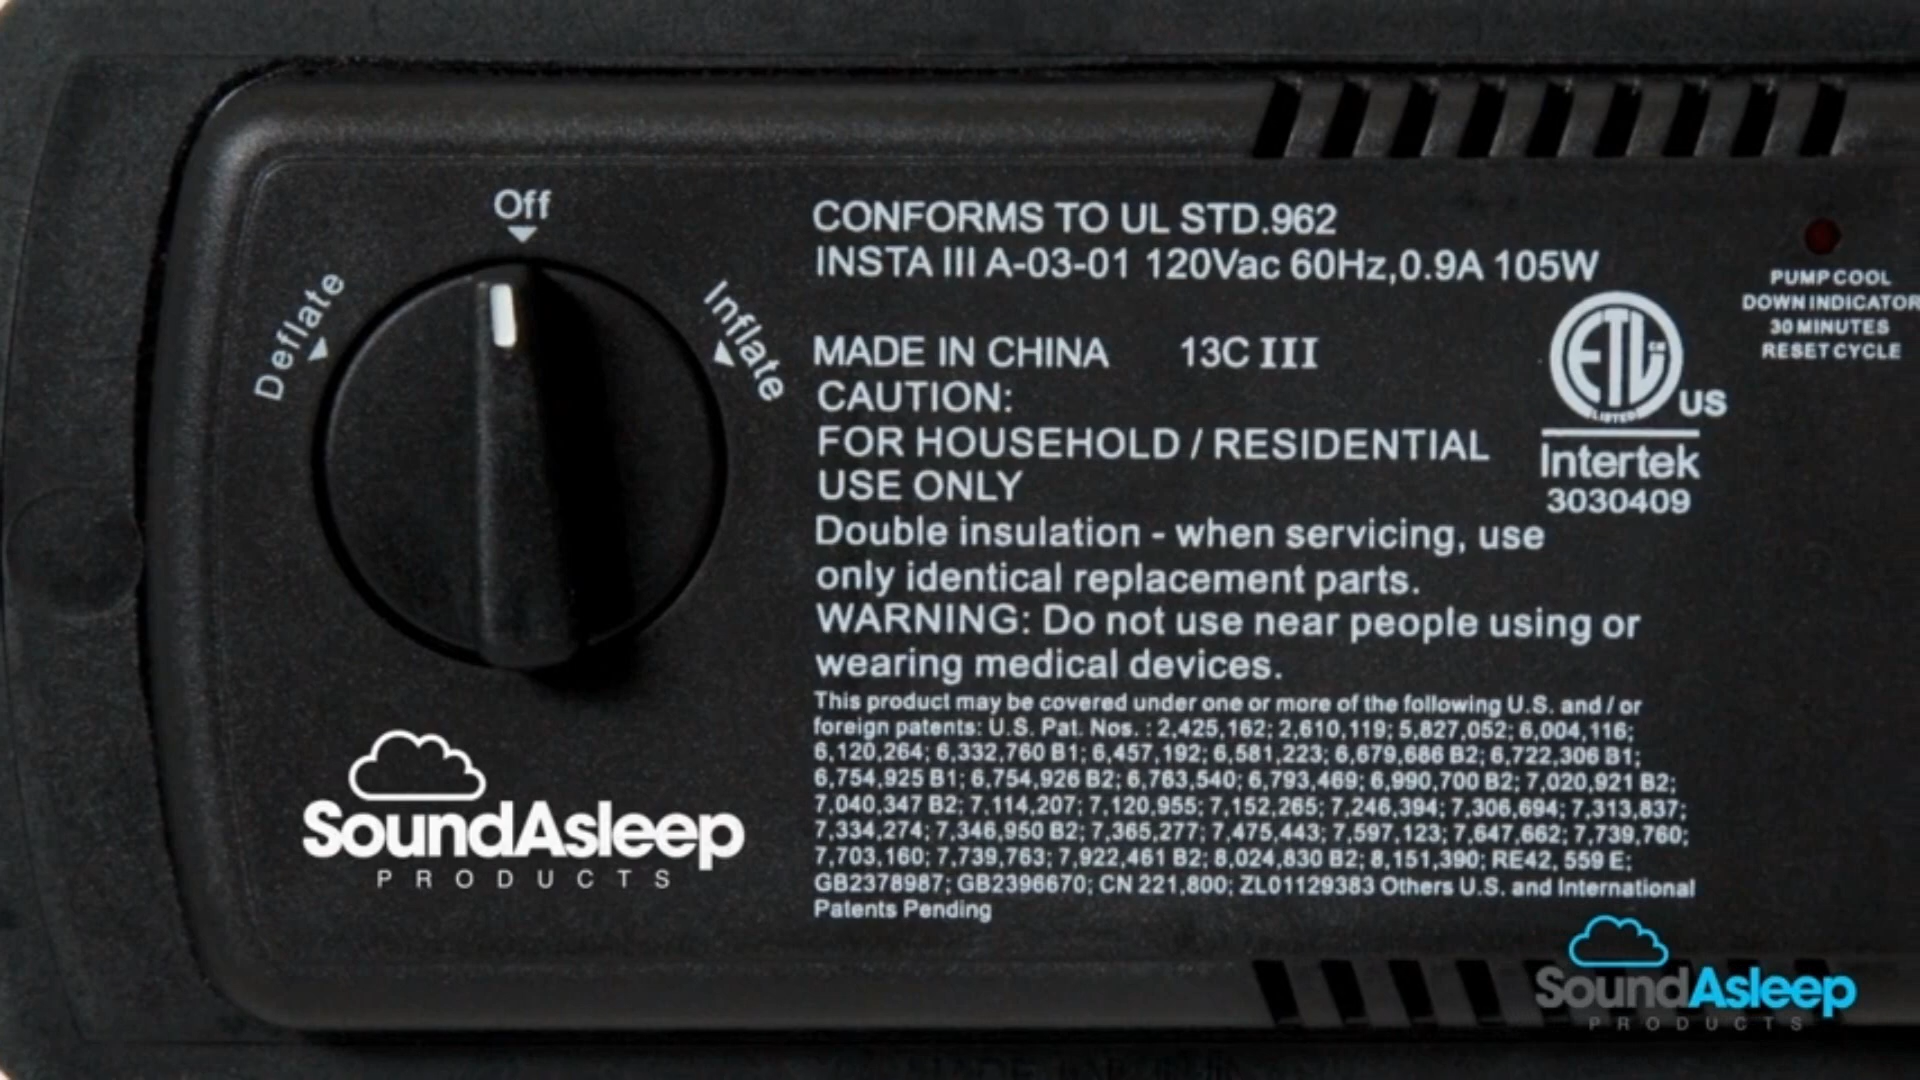 Off
Deflate
Inflate
CONFORMS TO UL STD.962
INSTA III A-03-01 120Vac 60Hz,0.9A 105W
MADE IN CHINA 13C III
CAUTION:
FOR HOUSEHOLD / RESIDENTIAL
USE ONLY
Double insulation - when servicing, use
only identical replacement parts.
WARNING: Do not use near people using or
wearing medical devices.
This product may be covered under one or more of the following U.S. and / or
foreign patents: U.S. Pat. Nos. : 2,425,162; 2,610,119; 5,827,052; 6,004,116;
6,120,264; 6,332,760 B1; 6,457,192; 6,581,223; 6,679,686 B2; 6,722,306 B1;
6,754,925 B1; 6,754,926 B2; 6,763,540; 6,793,469; 6,990,700 B2; 7,020,921 B2;
7,040,347 B2; 7,114,207; 7,120,955; 7,152,265; 7,246,394; 7,306,694; 7,313,837;
7,334,274; 7,346,950 B2; 7,365,277; 7,475,443; 7,597,123; 7,647,662; 7,739,760;
7,703,160; 7,739,763; 7,922,461 B2; 8,024,830 B2; 8,151,390; RE42, 559 E;
GB2378987; GB2396670; CN 221,800; ZL01129383 Others U.S. and International
Patents Pending
ETL
LISTED
US
Intertek
3030409
PUMP COOL
DOWN INDICATOR
30 MINUTES
RESET CYCLE
SoundAsleep
PRODUCTS
SoundAsleep
PRODUCTS